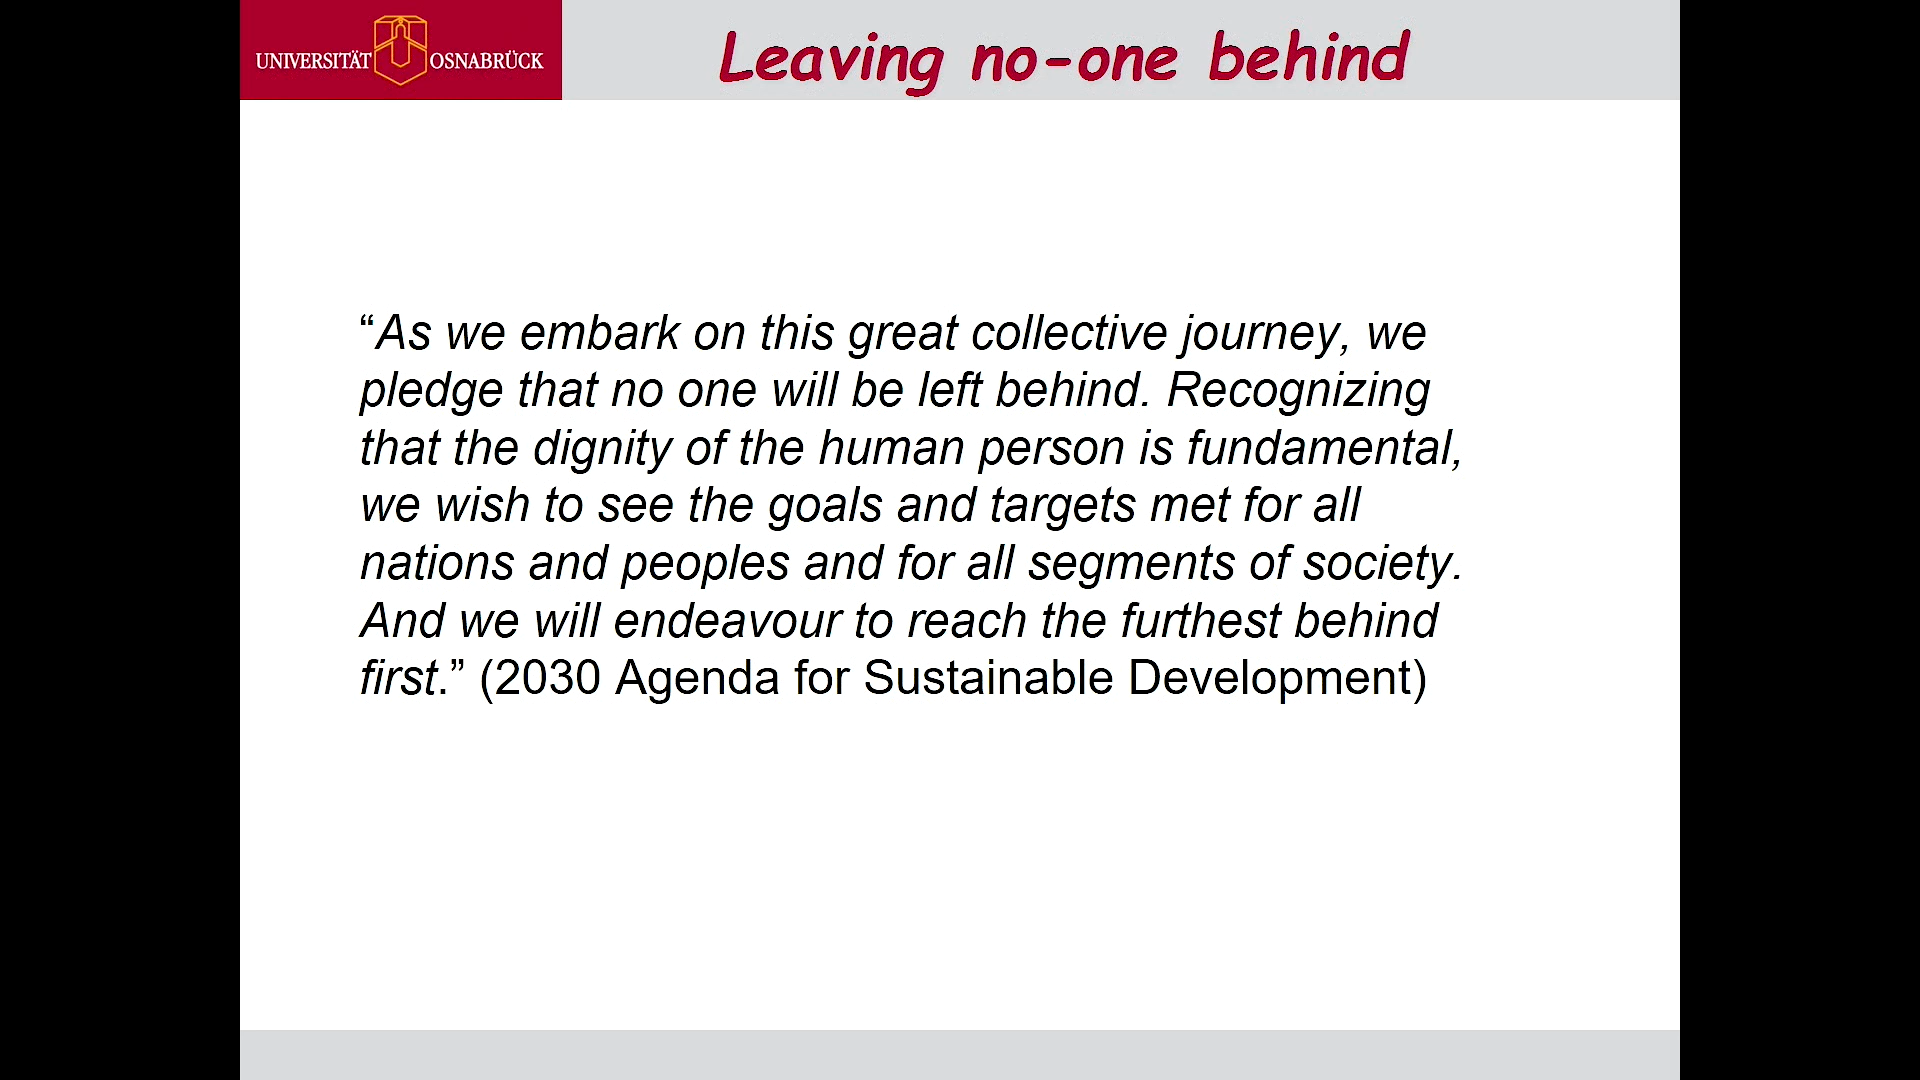 UNIVERSITÄT OSNABRÜCK
Leaving no-one behind
“As we embark on this great collective journey, we
pledge that no one will be left behind. Recognizing
that the dignity of the human person is fundamental,
we wish to see the goals and targets met for all
nations and peoples and for all segments of society.
And we will endeavour to reach the furthest behind
first.” (2030 Agenda for Sustainable Development)